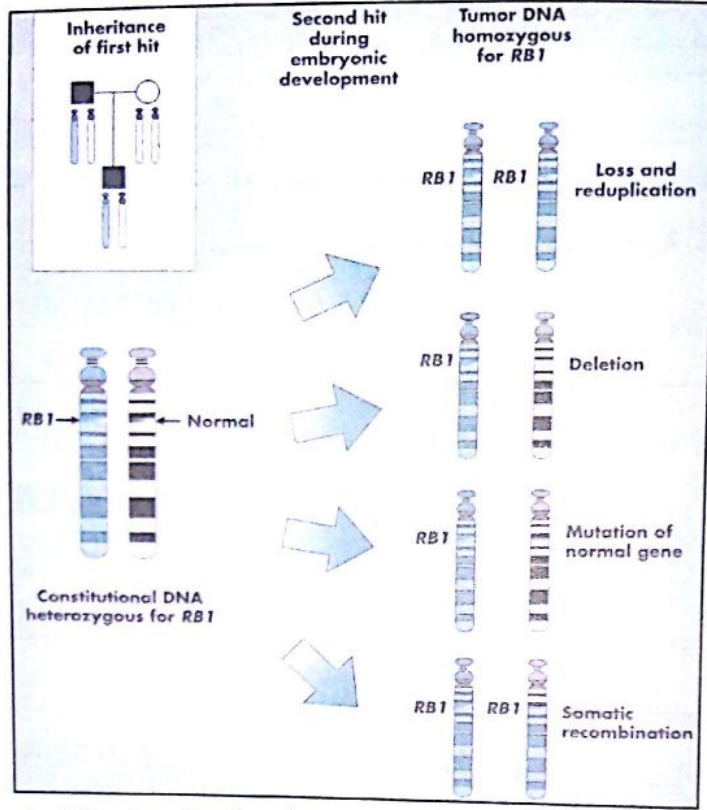 Inheritance
of first hit
Second hit
during
embryonic
development
Tumor DNA
homozygous
for RB1
RB1
RB1
Loss and
reduplication
RB1
Deletion
RB1
Normal
RB1
Mutation of
normal gene
Constitutional DNA
heterozygous for RB1
RB1
RB1
Somatic
recombination